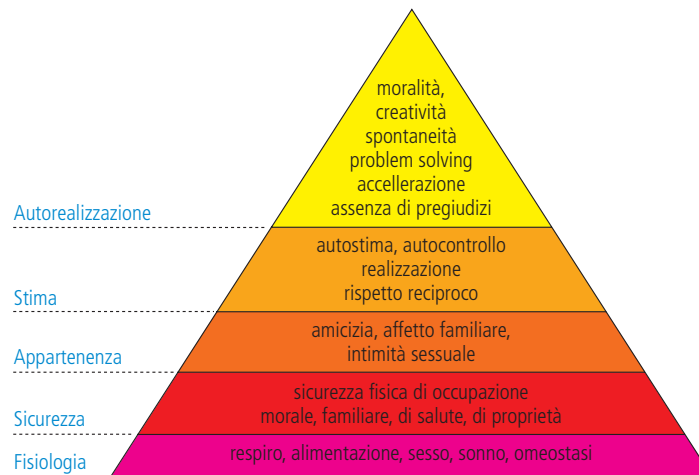 moralità,
creatività
spontaneità
problem solving
accellerazione
assenza di pregiudizi
Autorealizzazione
autostima, autocontrollo
realizzazione
rispetto reciproco
Stima
amicizia, affetto familiare,
intimità sessuale
Appartenenza
sicurezza fisica di occupazione
morale, familiare, di salute, di proprietà
Sicurezza
respiro, alimentazione, sesso, sonno, omeostasi
Fisiologia